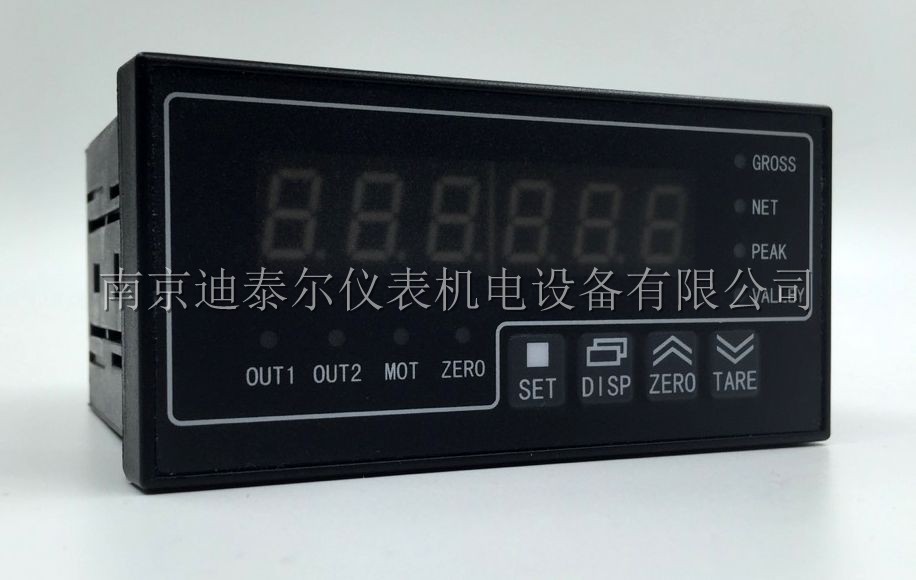 GROSS
NET
PEAK
南京迪泰尔仪表机电设备有限公司
OUT1 OUT2 MOT ZERO
SET DISP ZERO TARE